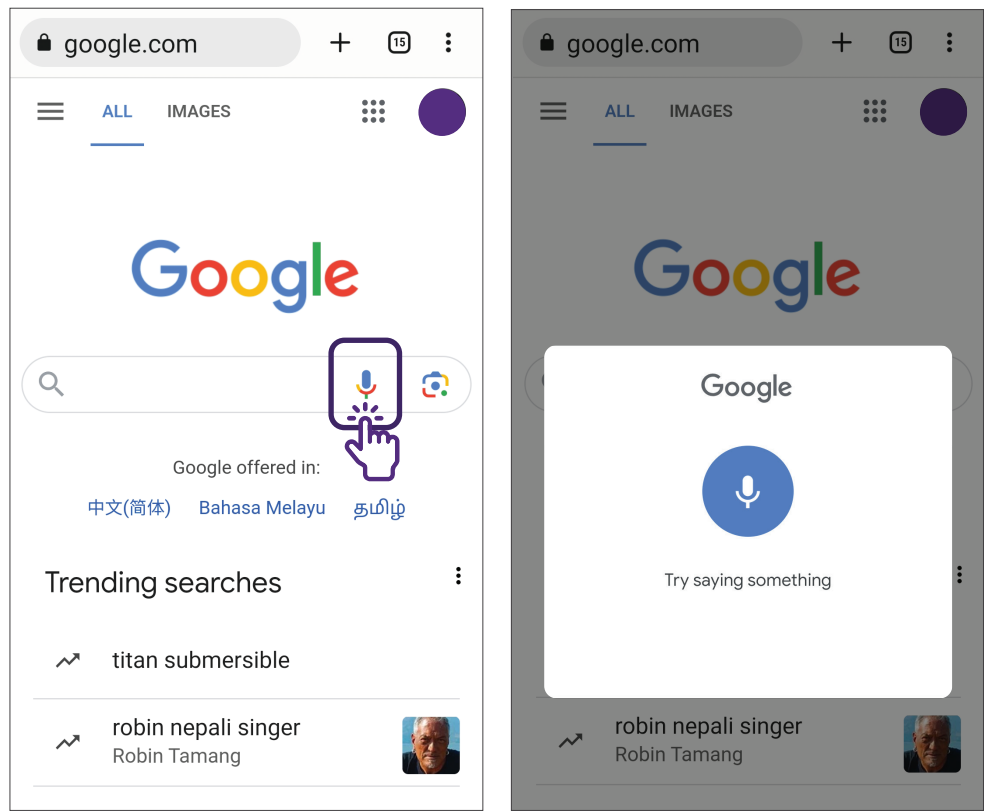 google.com
15
ALL IMAGES
Google
Google offered in:
中文(简体) Bahasa Melayu தமிழ்
Trending searches
titan submersible
robin nepali singer
Robin Tamang
google.com
15
ALL IMAGES
Google
Google
Try saying something
robin nepali singer
Robin Tamang